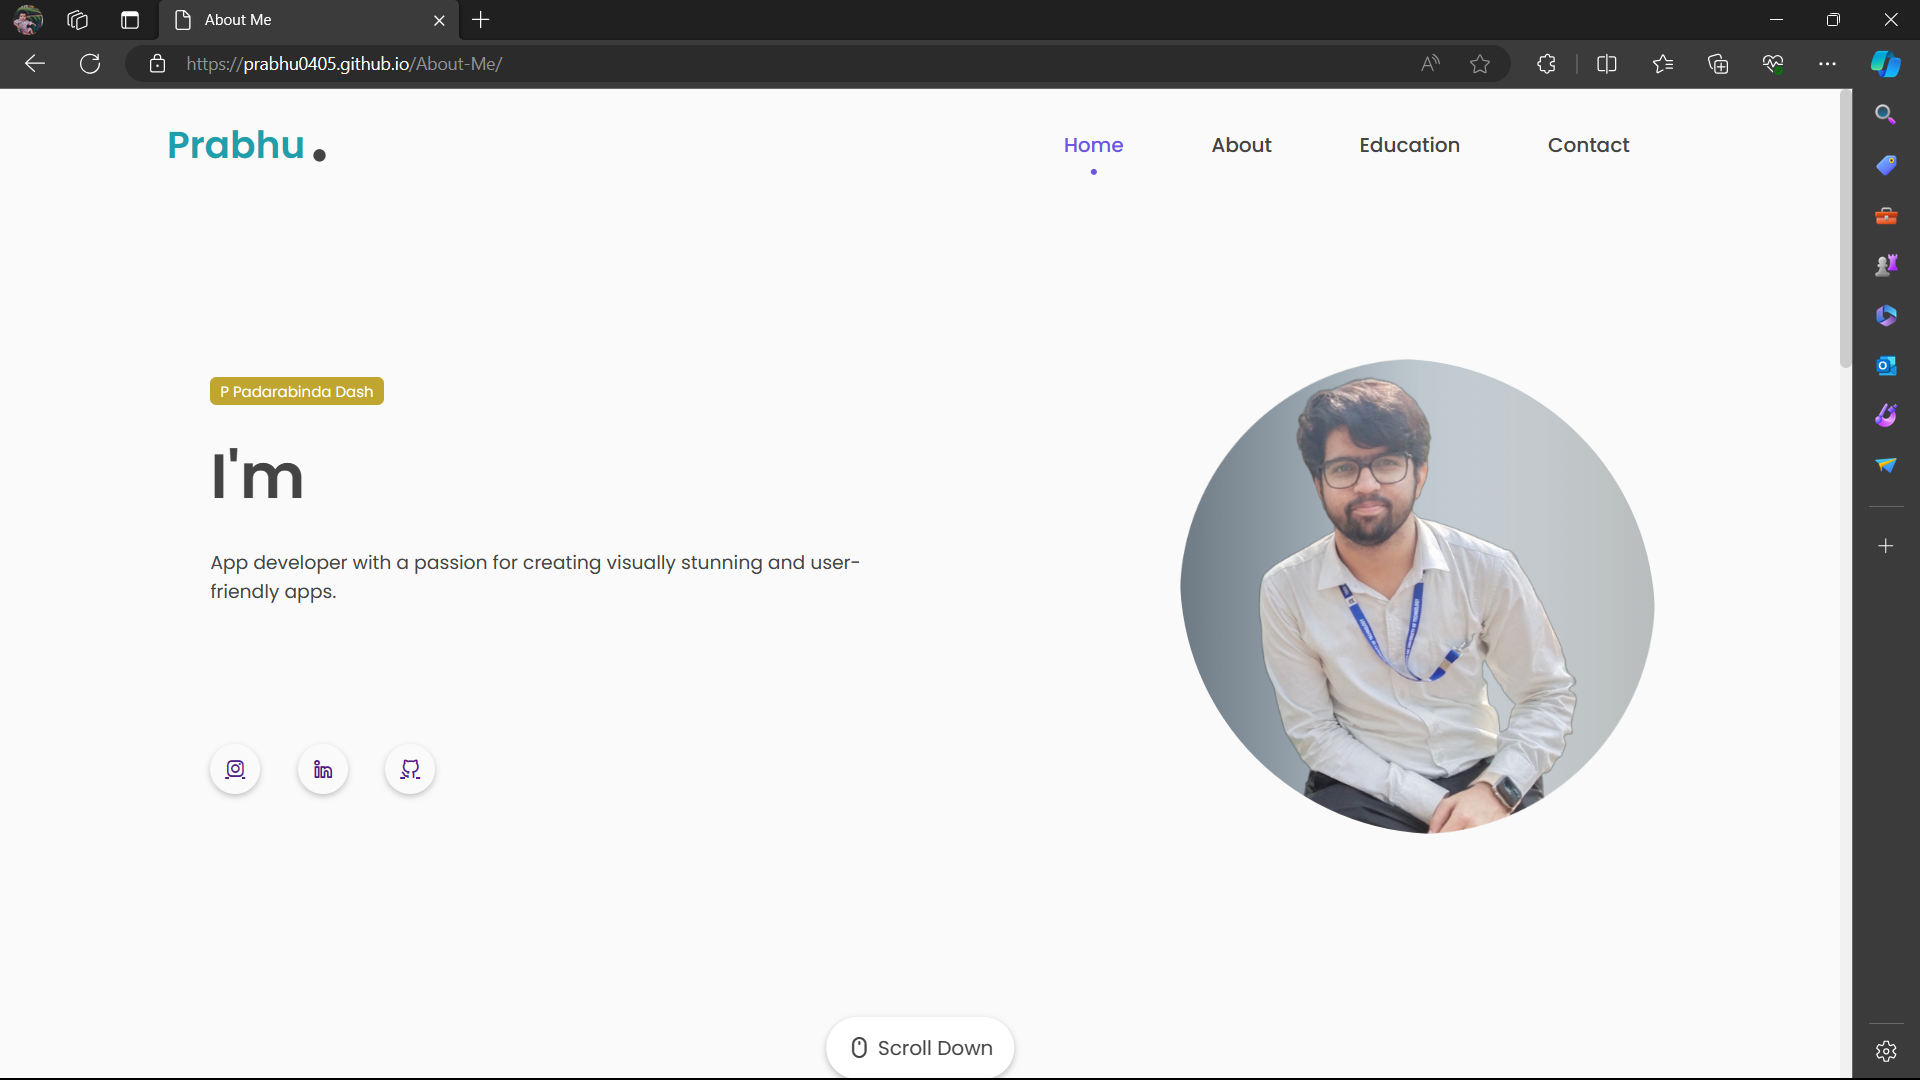 About Me
https://prabhu0405.github.io/About-Me/
Prabhu.
Home About Education Contact
P Padarabinda Dash
I'm
App developer with a passion for creating visually stunning and user-
friendly apps.
Scroll Down